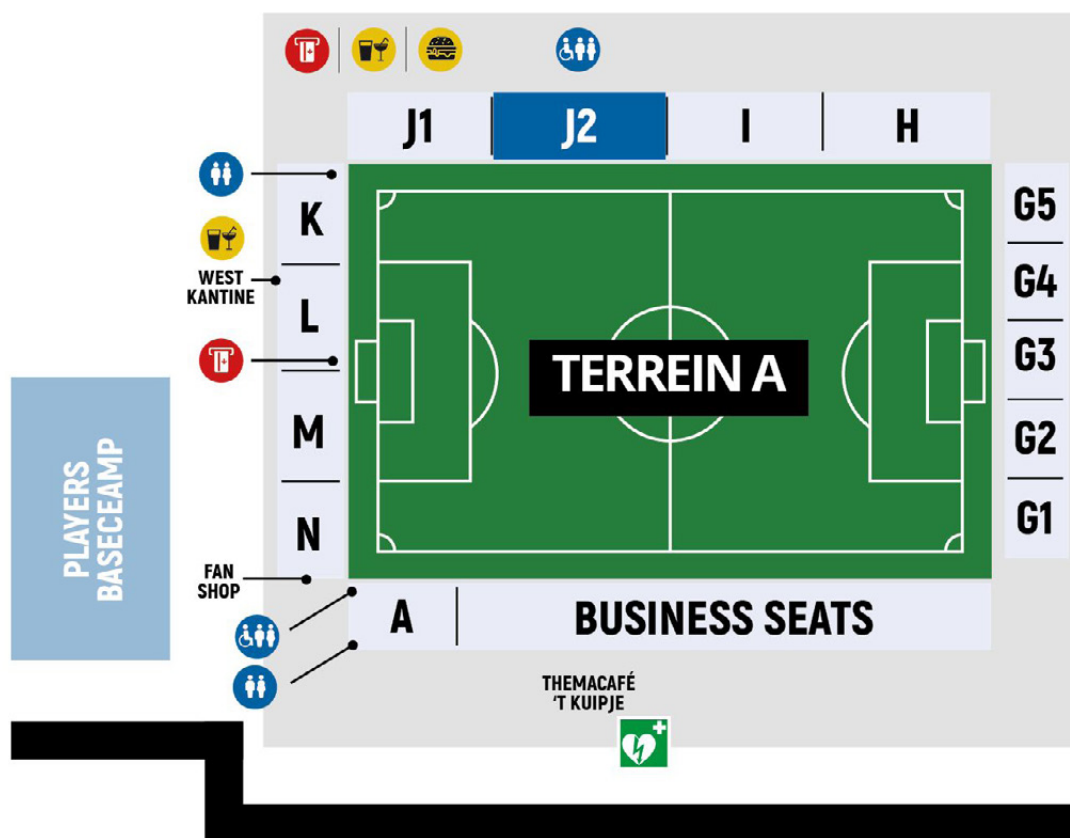 J1
J2
I
H
K
WEST
KANTINE
L
M
N
G5
G4
G3
G2
G1
TERREIN A
PLAYERS
BASECEAMP
FAN
SHOP
A
BUSINESS SEATS
THEMACAFÉ
'T KUIPJE